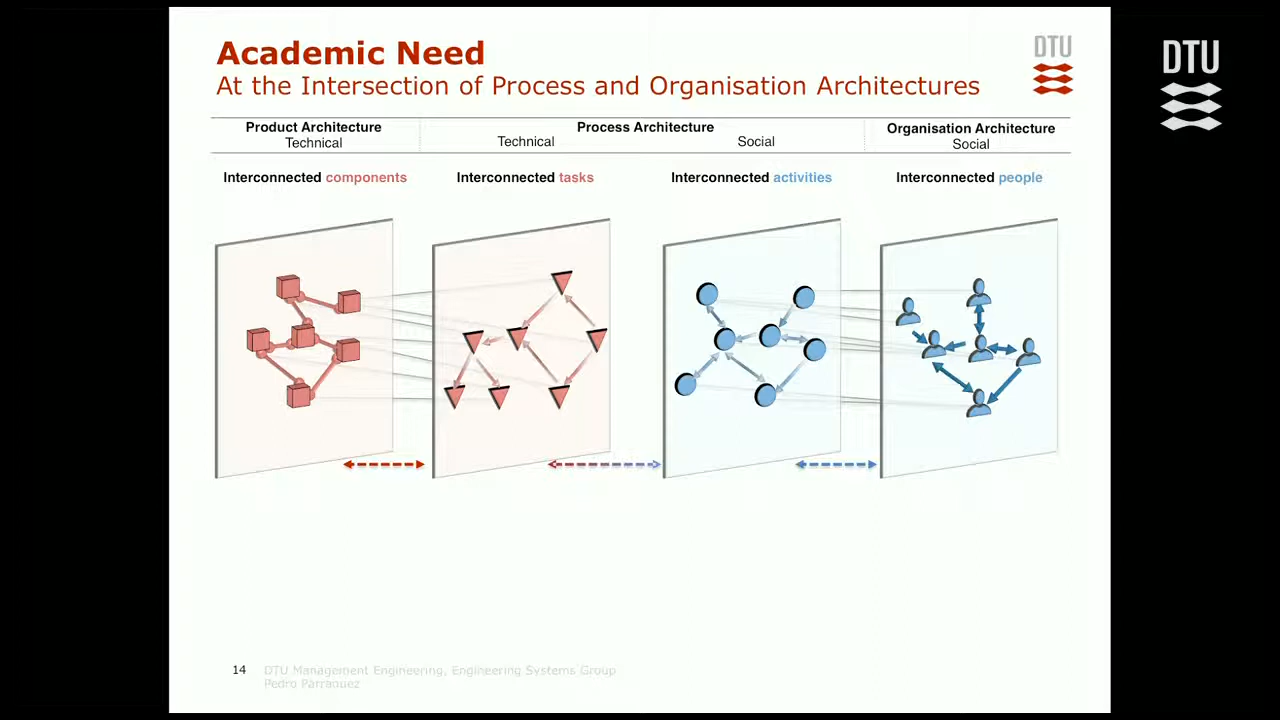 Academic Need
At the Intersection of Process and Organisation Architectures
DTU
DTU
Product Architecture
Technical
Process Architecture
Technical
Social
Organisation Architecture
Social
Interconnected components
Interconnected tasks
Interconnected activities
Interconnected people
14
DTU Management Engineering, Engineering Systems Group
Pedro Parraguez